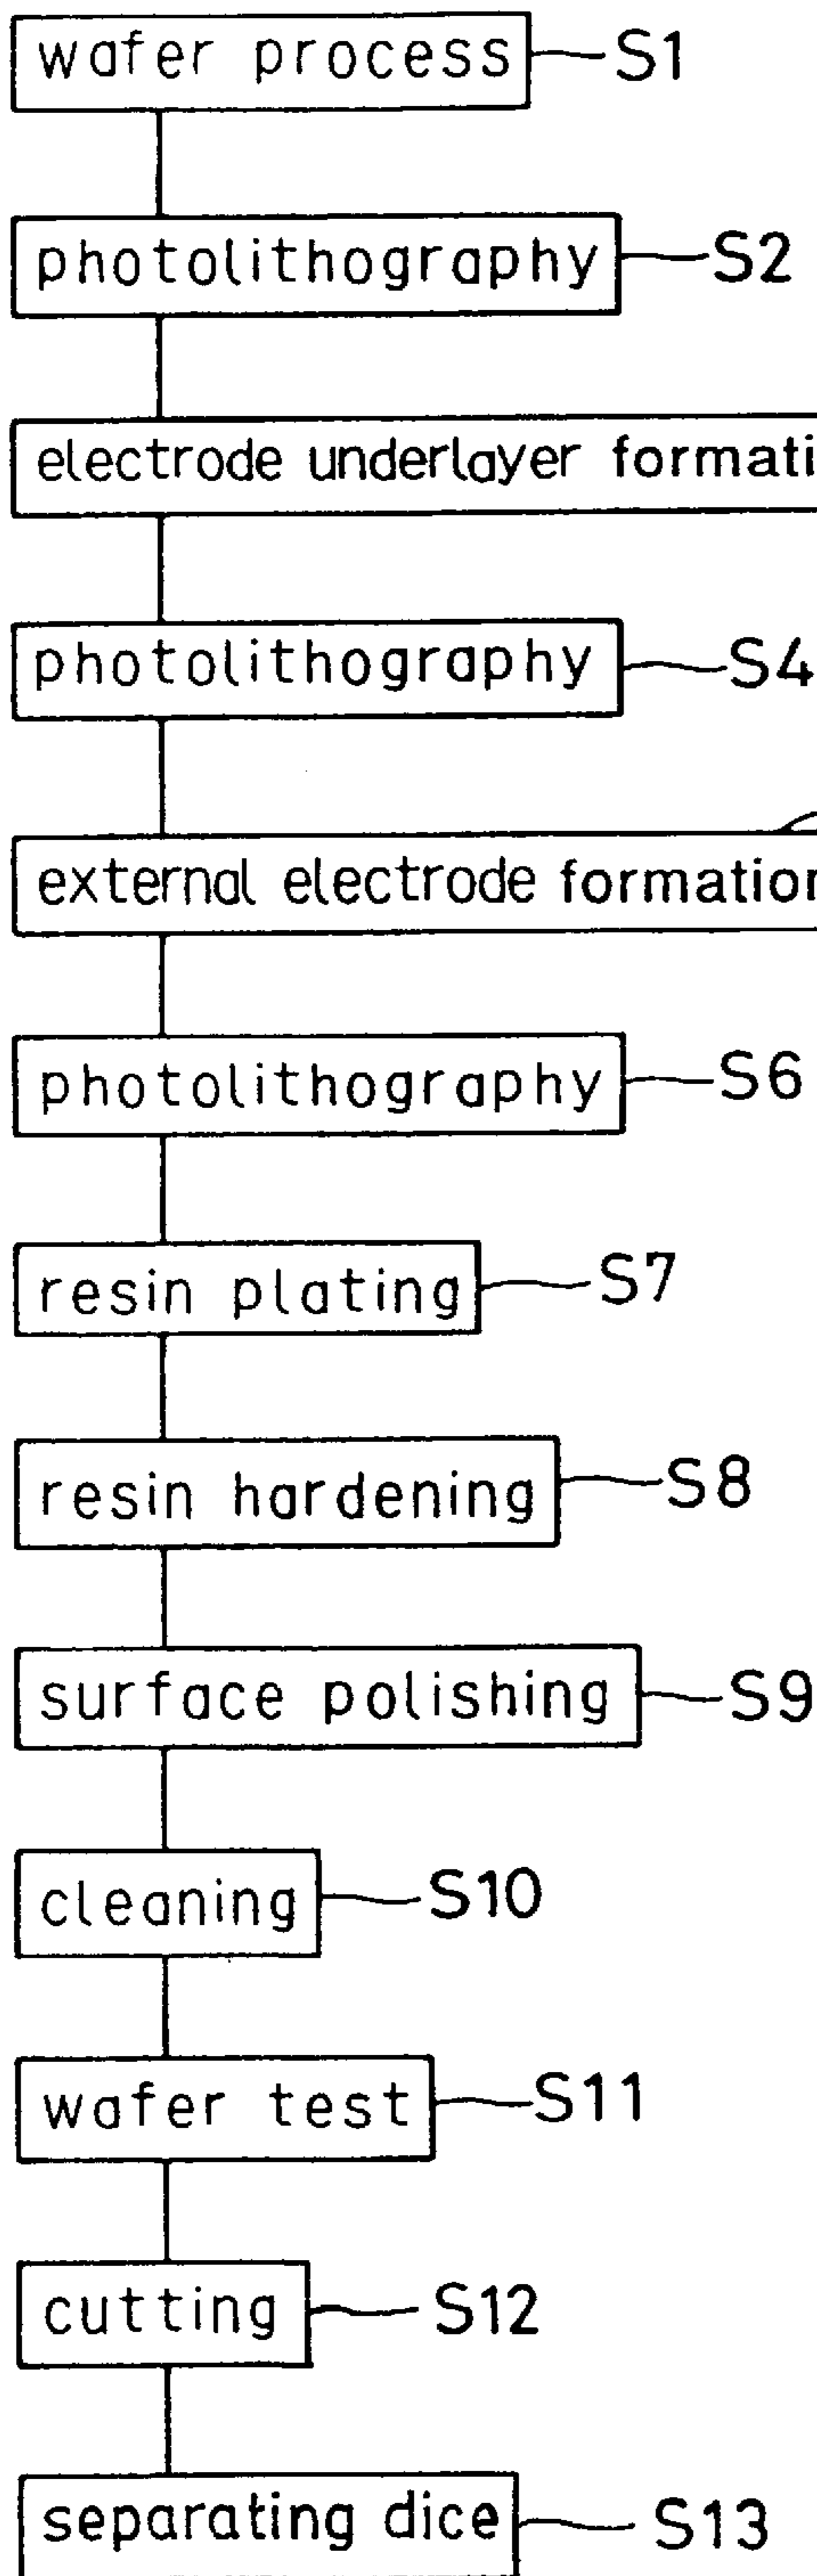 wafer process S1
photolithography S2
electrode underlayer formati
photolithography S4
external electrode formation
photolithography S6
resin plating S7
resin hardening S8
surface polishing S9
cleaning S10
wafer test S11
cutting S12
separating dice S13